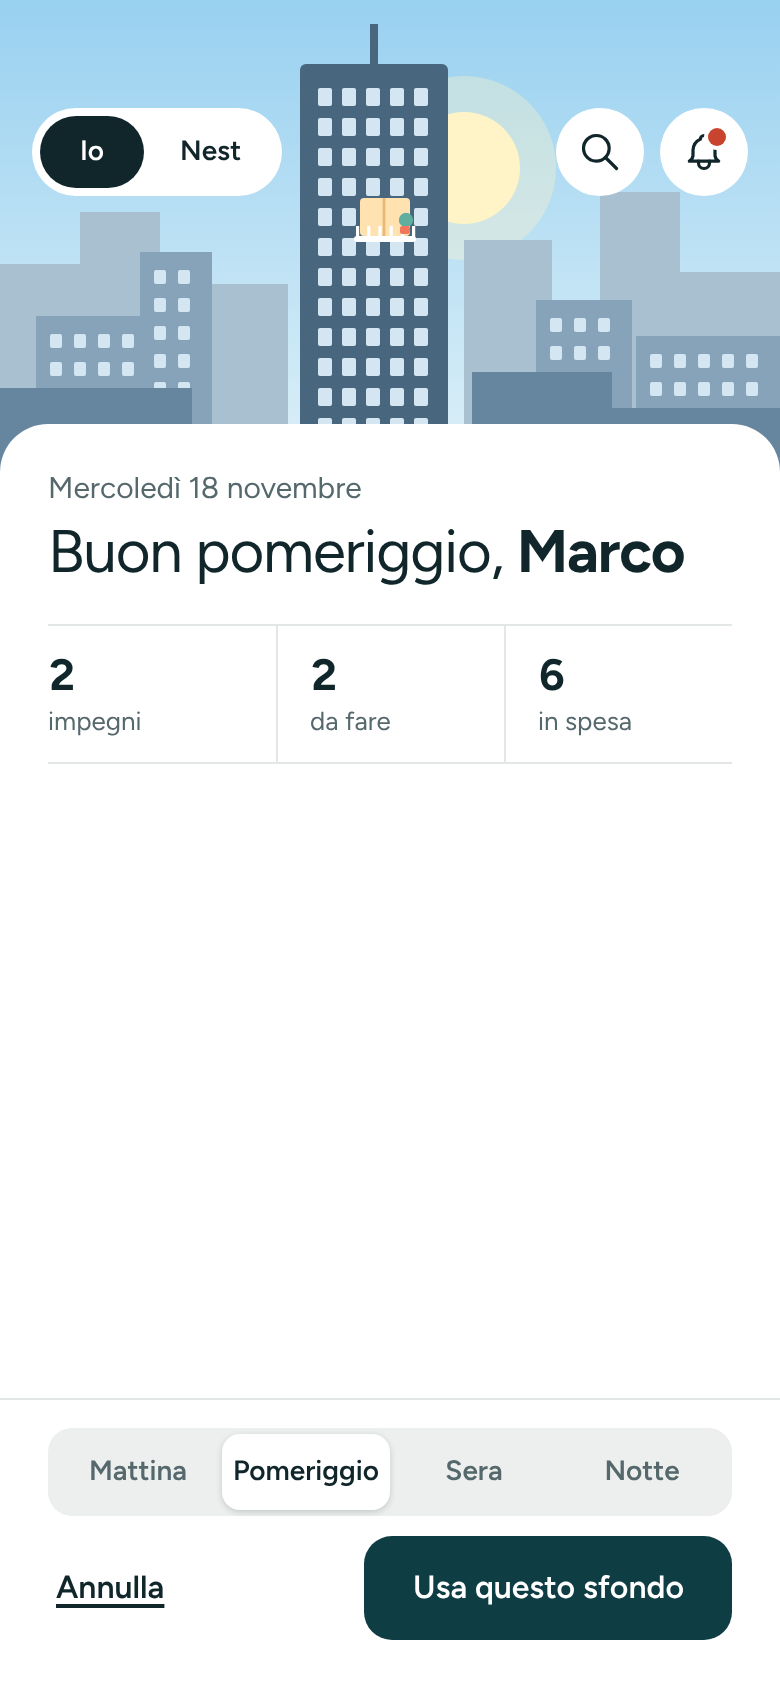 Io Nest
Mercoledì 18 novembre
Buon pomeriggio, Marco
2 2 6
impegni da fare in spesa
Mattina Pomeriggio Sera Notte
Annulla Usa questo sfondo